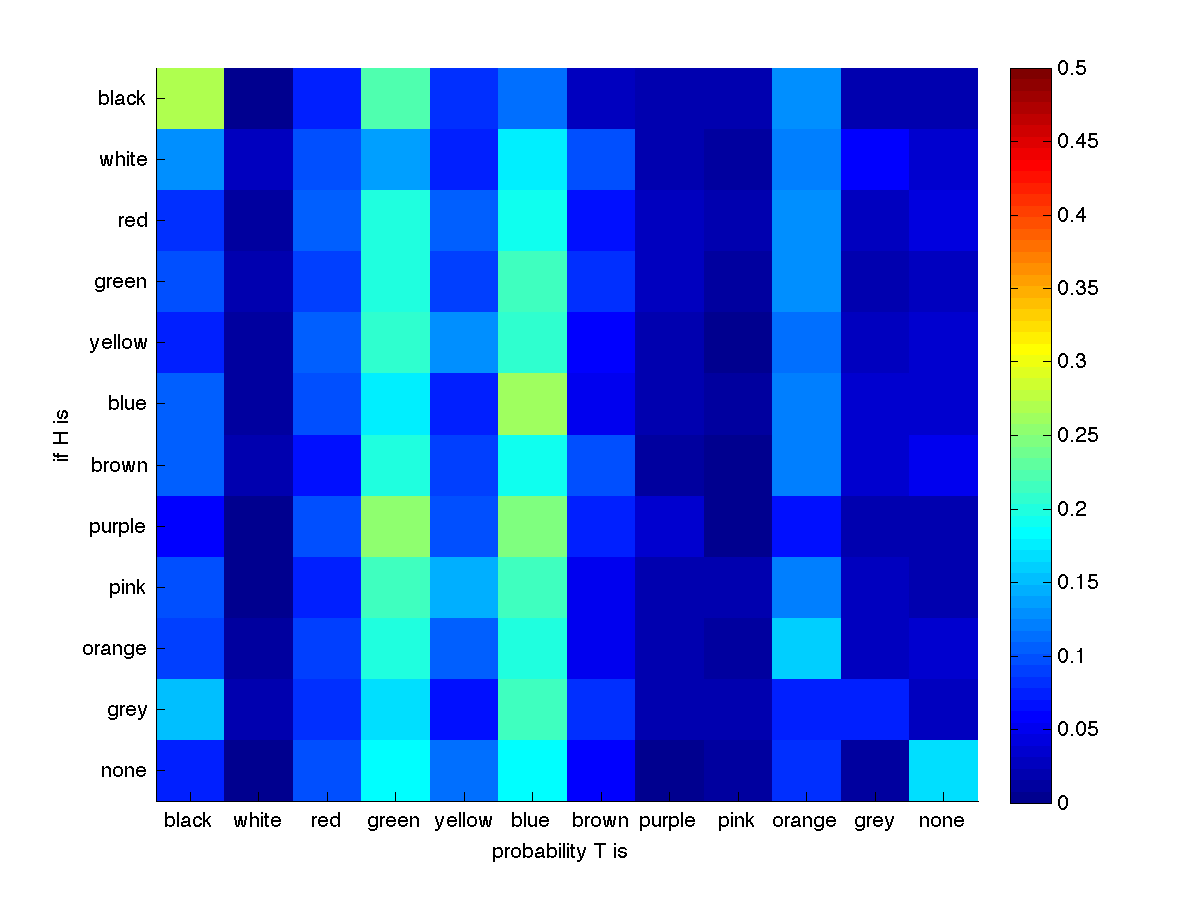 if H is
black
white
red
green
yellow
blue
brown
purple
pink
orange
grey
none
black white red green yellow blue brown purple pink orange grey none
probability T is
0.5
0.45
0.4
0.35
0.3
0.25
0.2
0.15
0.1
0.05
0